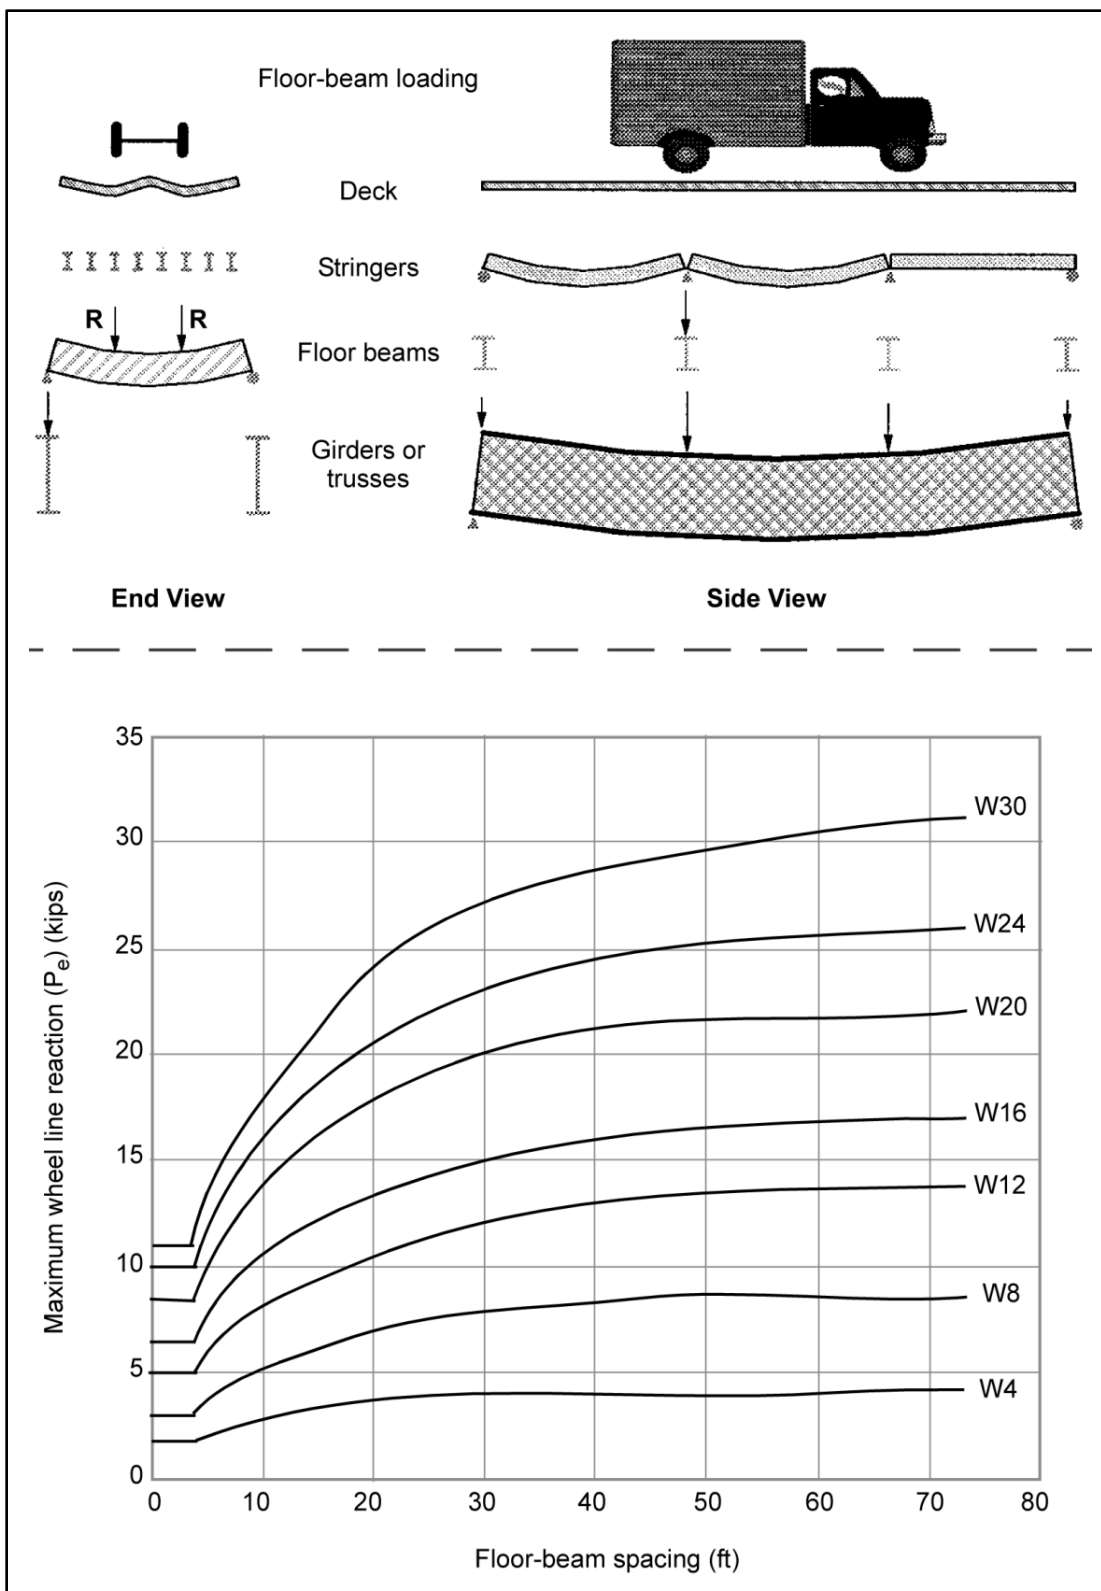 Floor-beam loading
Deck
Stringers
R R
Floor beams
Girders or
trusses
End View
Side View
Maximum wheel line reaction (Pe) (kips)
35
30
25
20
15
10
5
0
W30
W24
W20
W16
W12
W8
W4
0 10 20 30 40 50 60 70 80
Floor-beam spacing (ft)